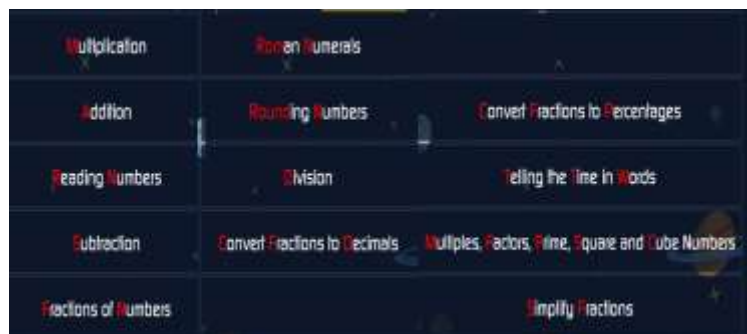 Multiplication
Roman Numerals
Addition
Rounding Numbers
Convert Fractions to Percentages
Reading Numbers
Division
Telling the Time in Words
Subtraction
Convert Fractions to Decimals
Multiples, Factors, Prime, Square and Cube Numbers
Fractions of Numbers
Simplify Fractions